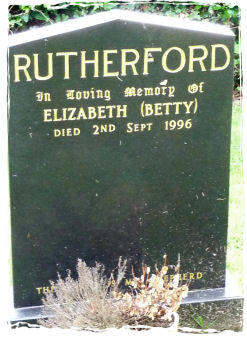 RUTHERFORD
In Loving Memory Of
ELIZABETH (BETTY)
DIED 2ND SEPT 1996